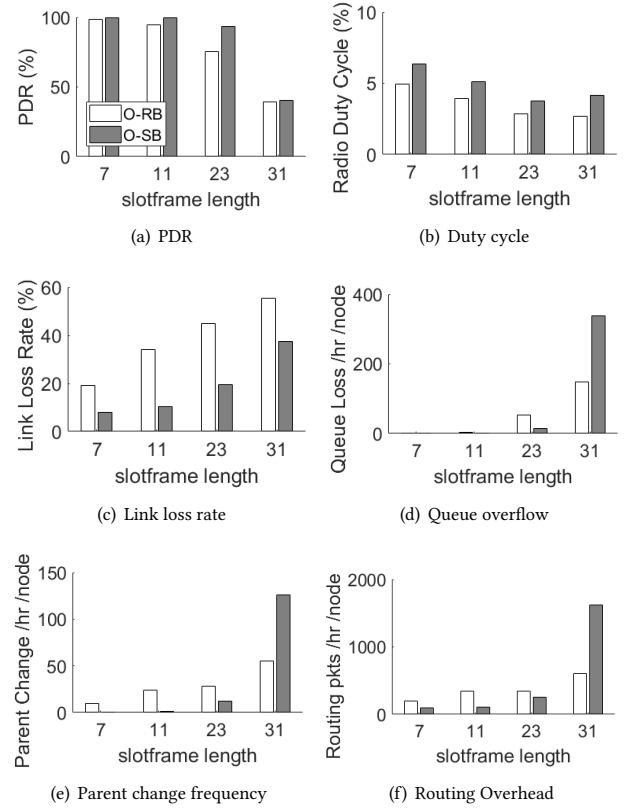 PDR (%)
100
50
0
O-RB
O-SB
7 11 23 31
slotframe length
(a) PDR
Radio Duty Cycle (%)
10
5
0
7 11 23 31
slotframe length
(b) Duty cycle
Link Loss Rate (%)
60
40
20
0
7 11 23 31
slotframe length
(c) Link loss rate
Queue Loss /hr /node
400
200
0
7 11 23 31
slotframe length
(d) Queue overflow
Parent Change /hr /node
150
100
50
0
7 11 23 31
slotframe length
(e) Parent change frequency
Routing pkts /hr /node
2000
1000
0
7 11 23 31
slotframe length
(f) Routing Overhead